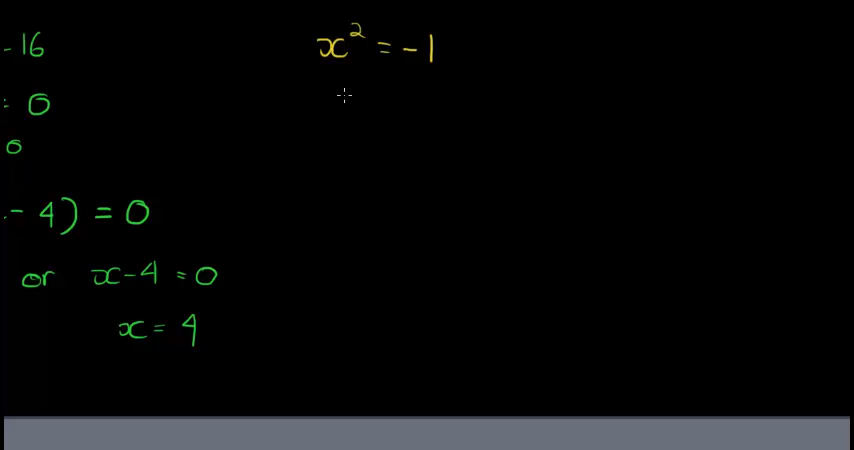 -16
= 0
0
- 4) = 0
or x-4 = 0
x = 4
x² = -1